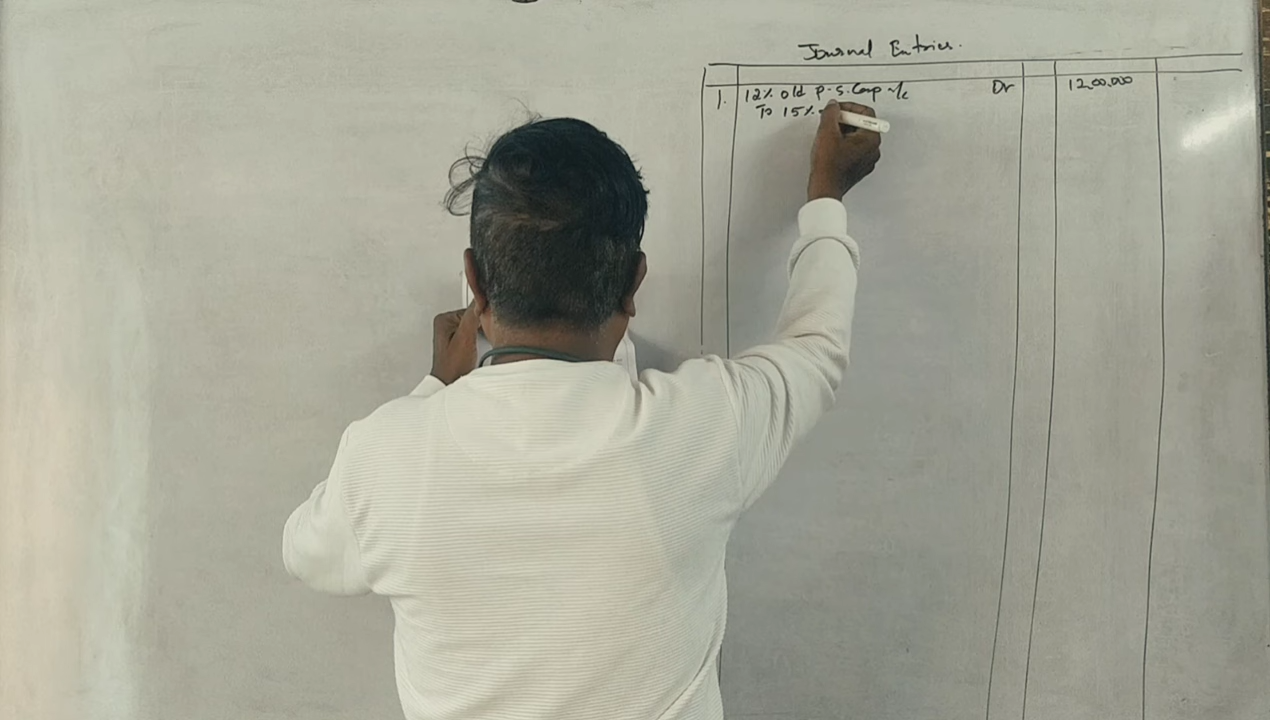 Journal Entries.
1. 12% old P.S.Cap A/c Dr 12,00,000
To 15%